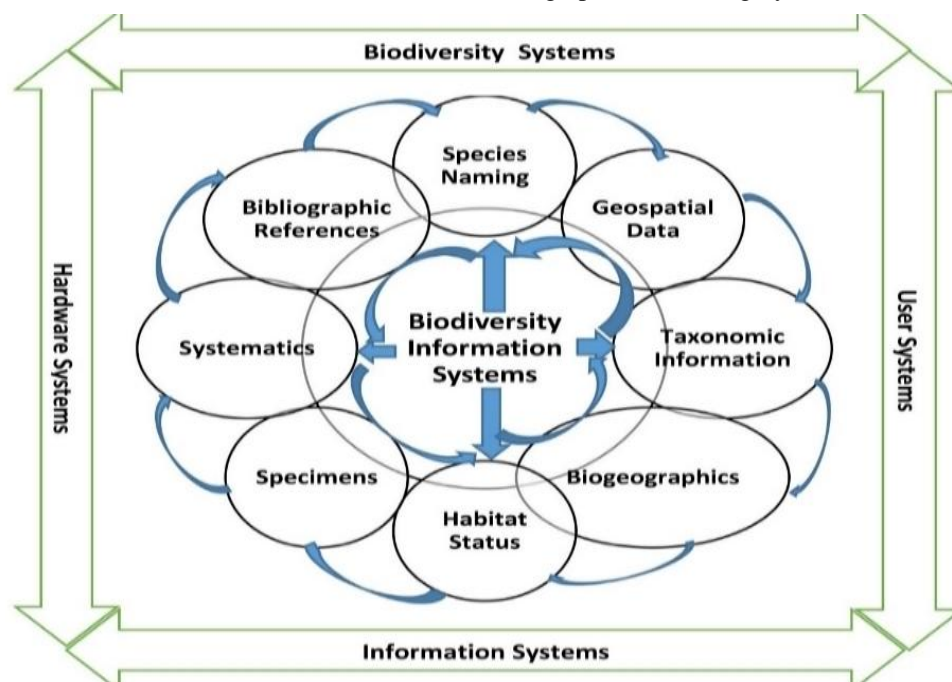 Biodiversity Systems
Species
Naming
Bibliographic
References
Geospatial
Data
Hardware Systems
Biodiversity
Information
Systems
Systematics
Taxonomic
Information
User Systems
Specimens
Biogeographics
Habitat
Status
Information Systems